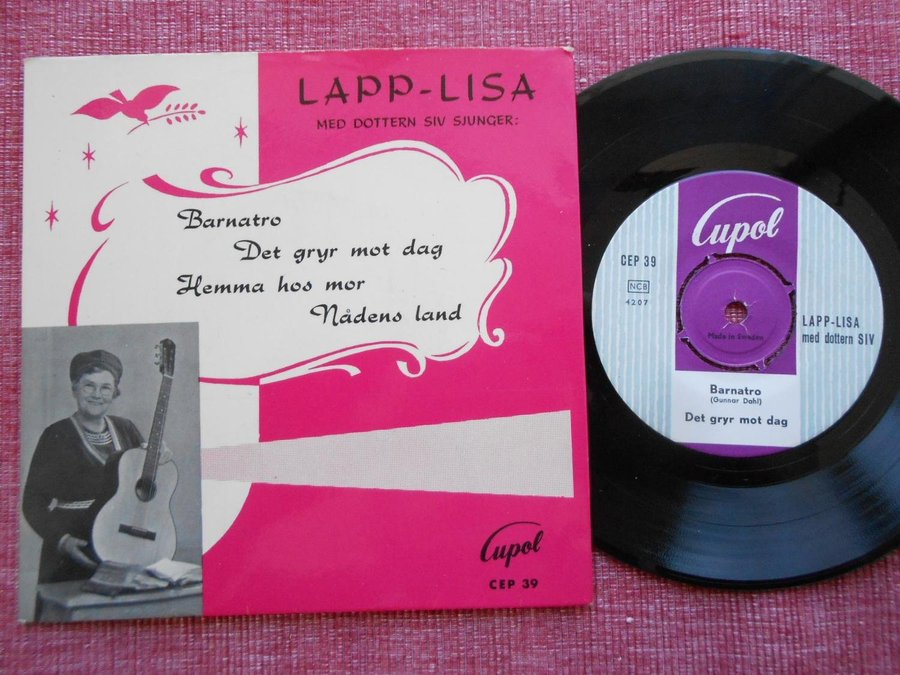 LAPP-LISA
MED DOTTERN SIV SJUNGER:
Barnatro
Det gryr mot dag
Hemma hos mor
Nådens land
Cupol
CEP 39
Cupol
CEP 39
NCB
4207
Made in Sweden
LAPP-LISA
med dottern SIV
Barnatro
(Gunnar Dahl)
Det gryr mot dag